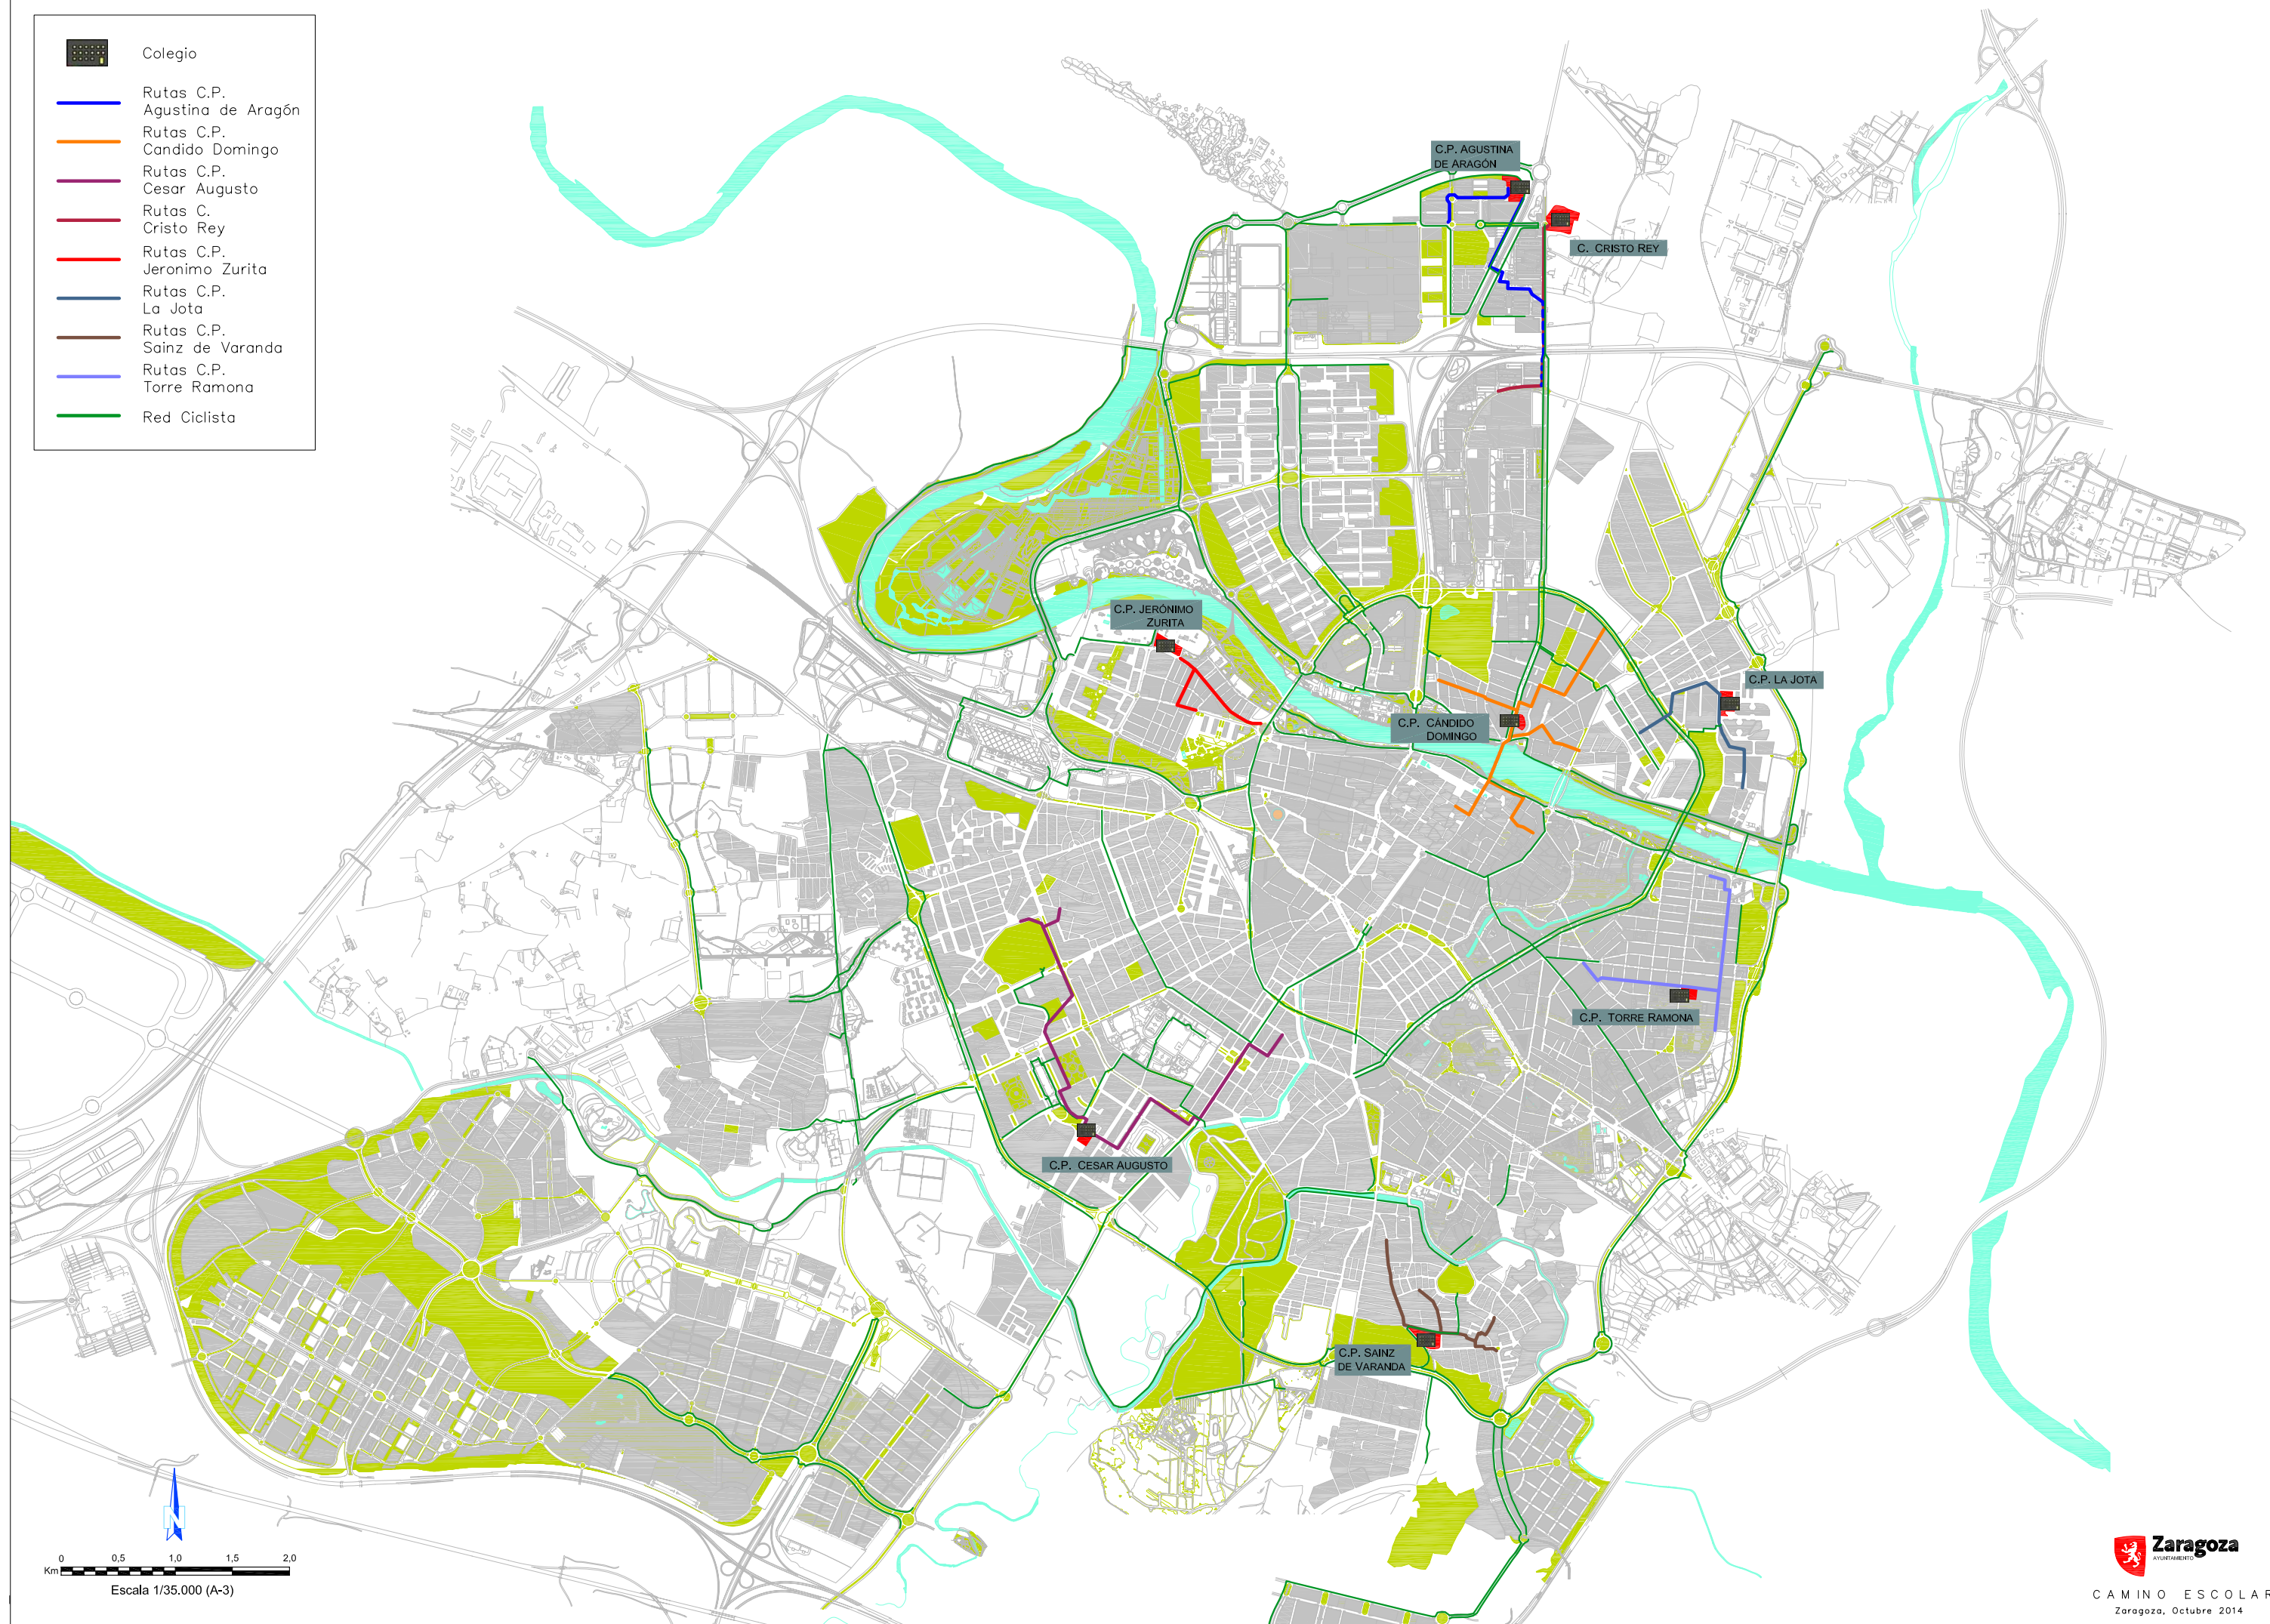 Colegio
Rutas C.P.
Agustina de Aragón
Rutas C.P.
Candido Domingo
Rutas C.P.
Cesar Augusto
Rutas C.
Cristo Rey
Rutas C.P.
Jeronimo Zurita
Rutas C.P.
La Jota
Rutas C.P.
Sainz de Varanda
Rutas C.P.
Torre Ramona
Red Ciclista
C.P. AGUSTINA
DE ARAGÓN
C. CRISTO REY
C.P. JERÓNIMO
ZURITA
C.P. LA JOTA
C.P. CÁNDIDO
DOMINGO
C.P. TORRE RAMONA
C.P. CESAR AUGUSTO
C.P. SAINZ
DE VARANDA
N
0 0,5 1,0 1,5 2,0
Km
Escala 1/35.000 (A-3)
Zaragoza
AYUNTAMIENTO
CAMINO ESCOLAR
Zaragoza, Octubre 2014